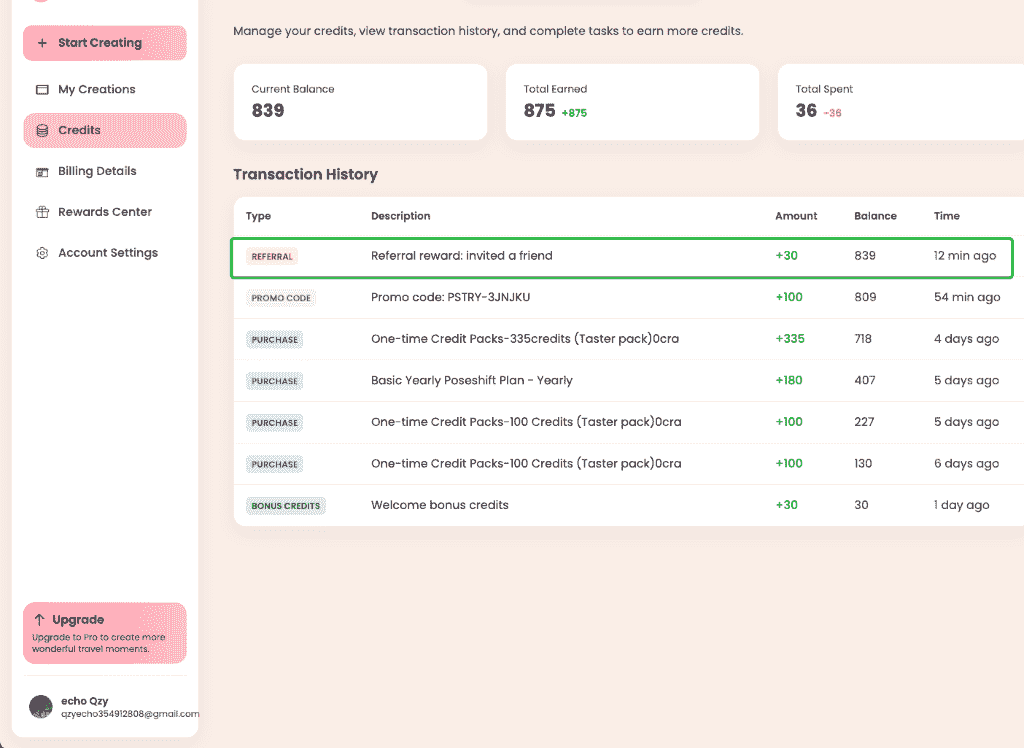 Manage your credits, view transaction history, and complete tasks to earn more credits.
+ Start Creating
My Creations
Credits
Billing Details
Rewards Center
Account Settings
Current Balance
839
Total Earned
875 +875
Total Spent
36 -36
Transaction History
Type Description Amount Balance Time
REFERRAL Referral reward: invited a friend +30 839 12 min ago
PROMO CODE Promo code: PSTRY-3JNJKU +100 809 54 min ago
PURCHASE One-time Credit Packs-335credits (Taster pack)0cra +335 718 4 days ago
PURCHASE Basic Yearly Poseshift Plan - Yearly +180 407 5 days ago
PURCHASE One-time Credit Packs-100 Credits (Taster pack)0cra +100 227 5 days ago
PURCHASE One-time Credit Packs-100 Credits (Taster pack)0cra +100 130 6 days ago
BONUS CREDITS Welcome bonus credits +30 30 1 day ago
↑ Upgrade
Upgrade to Pro to create more
wonderful travel moments.
echo Qzy
qzyecho354912808@gmail.com